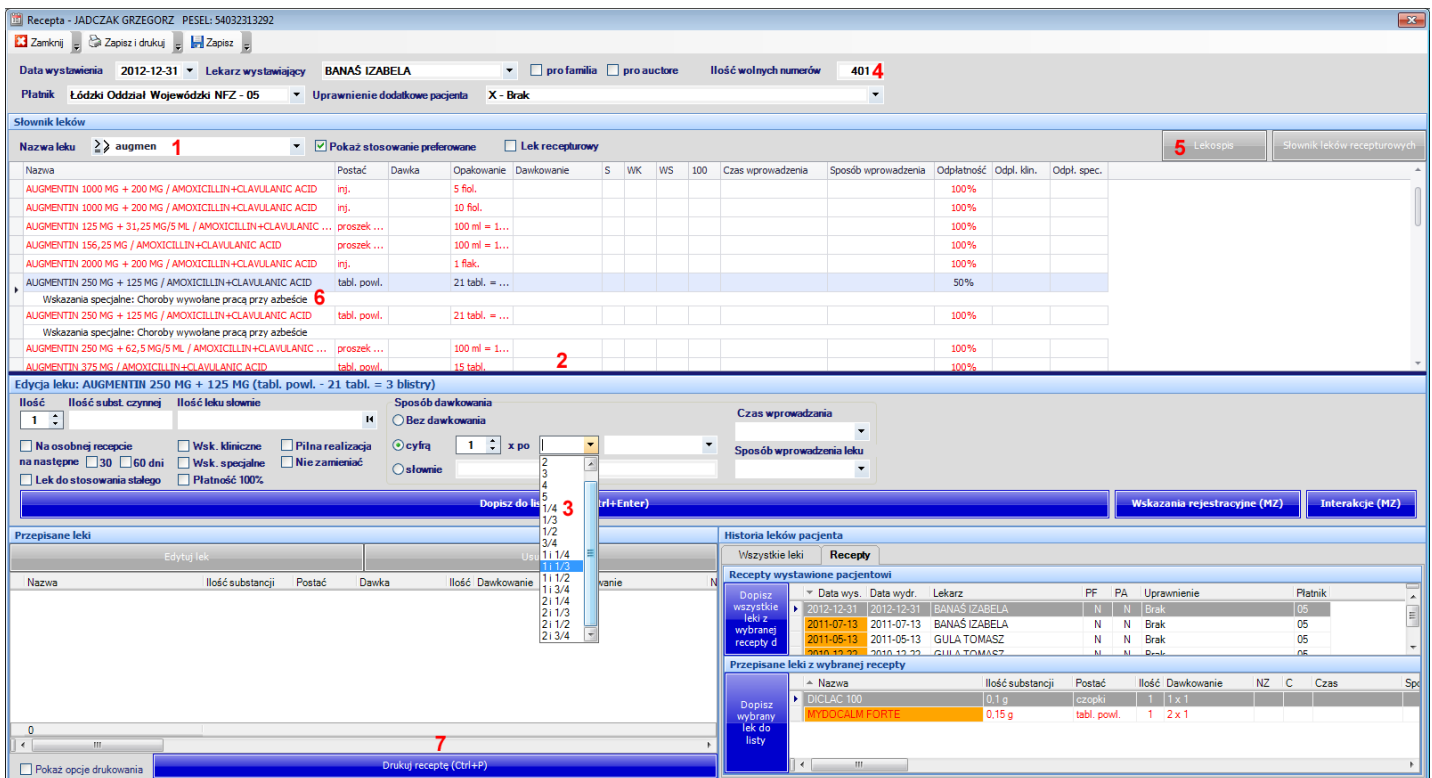 Recepta - JADCZAK GRZEGORZ PESEL: 54032313292
Zamknij Zapisz i drukuj Zapisz
Data wystawienia 2012-12-31 Lekarz wystawiający BANAŚ IZABELA pro familia pro auctore Ilość wolnych numerów 401 4
Płatnik Łódzki Oddział Wojewódzki NFZ - 05 Uprawnienie dodatkowe pacjenta X - Brak
Słownik leków
Nazwa leku augmen 1 Pokaż stosowanie preferowane Lek recepturowy 5 Lekospis Słownik leków recepturowych
Nazwa Postać Dawka Opakowanie Dawkowanie S WK WS 100 Czas wprowadzenia Sposób wprowadzenia Odpłatność Odpl. klin. Odpł. spec.
AUGMENTIN 1000 MG + 200 MG / AMOXICILLIN+CLAVULANIC ACID inj. 5 fiol. 100%
AUGMENTIN 1000 MG + 200 MG / AMOXICILLIN+CLAVULANIC ACID inj. 10 fiol. 100%
AUGMENTIN 125 MG + 31,25 MG/5 ML / AMOXICILLIN+CLAVULANIC ... proszek ... 100 ml = 1... 100%
AUGMENTIN 156,25 MG / AMOXICILLIN+CLAVULANIC ACID proszek ... 100 ml = 1... 100%
AUGMENTIN 2000 MG + 200 MG / AMOXICILLIN+CLAVULANIC ACID inj. 1 flak. 100%
AUGMENTIN 250 MG + 125 MG / AMOXICILLIN+CLAVULANIC ACID tabl. powl. 21 tabl. = ... 50%
Wskazania specjalne: Choroby wywołane pracą przy azbeście 6
AUGMENTIN 250 MG + 125 MG / AMOXICILLIN+CLAVULANIC ACID tabl. powl. 21 tabl. = ... 100%
Wskazania specjalne: Choroby wywołane pracą przy azbeście
AUGMENTIN 250 MG + 62,5 MG/5 ML / AMOXICILLIN+CLAVULANIC ... proszek ... 100 ml = 1... 100%
AUGMENTIN 375 MG / AMOXICILLIN+CLAVULANIC ACID tabl. powl. 15 tabl. 2 100%
Edycja leku: AUGMENTIN 250 MG + 125 MG (tabl. powl. - 21 tabl. = 3 blistry)
Ilość Ilość subst. czynnej Ilość leku słownie Sposób dawkowania
1 Bez dawkowania Czas wprowadzania
Na osobnej recepcie Wsk. kliniczne Pilna realizacja cyfrą 1 x po Sposób wprowadzenia leku
na następne 30 60 dni Wsk. specjalne Nie zamieniać słownie
Lek do stosowania stałego Płatność 100%
2
3
4
5
1/4 3
1/3
1/2
3/4
1 i 1/4
1 i 1/3
1 i 1/2
1 i 3/4
2 i 1/4
2 i 1/3
2 i 1/2
2 i 3/4
Dopisz do trl+Enter) Wskazania rejestracyjne (MZ) Interakcje (MZ)
Przepisane leki
Edytuj lek
Nazwa Ilość substancji Postać Dawka Ilość Dawkowanie
0
7
Pokaż opcje drukowania Drukuj receptę (Ctrl+P)
Historia leków pacjenta
Wszystkie leki Recepty
Recepty wystawione pacjentowi
Dopisz wszystkie leki z wybranej recepty d
Data wys. Data wydr. Lekarz PF PA Uprawnienie Płatnik
2012-12-31 2012-12-31 BANAŚ IZABELA N N Brak 05
2011-07-13 2011-07-13 BANAŚ IZABELA N N Brak 05
2011-05-13 2011-05-13 GULA TOMASZ N N Brak 05
2010-12-22 2010-12-22 GULA TOMASZ N N Brak 05
Przepisane leki z wybranej recepty
Dopisz wybrany lek do listy
Nazwa Ilość substancji Postać Ilość Dawkowanie NZ C Czas
DICLAC 100 0,1 g czopki 1 1 x 1
MYDOCALM FORTE 0,15 g tabl. powl. 1 2 x 1